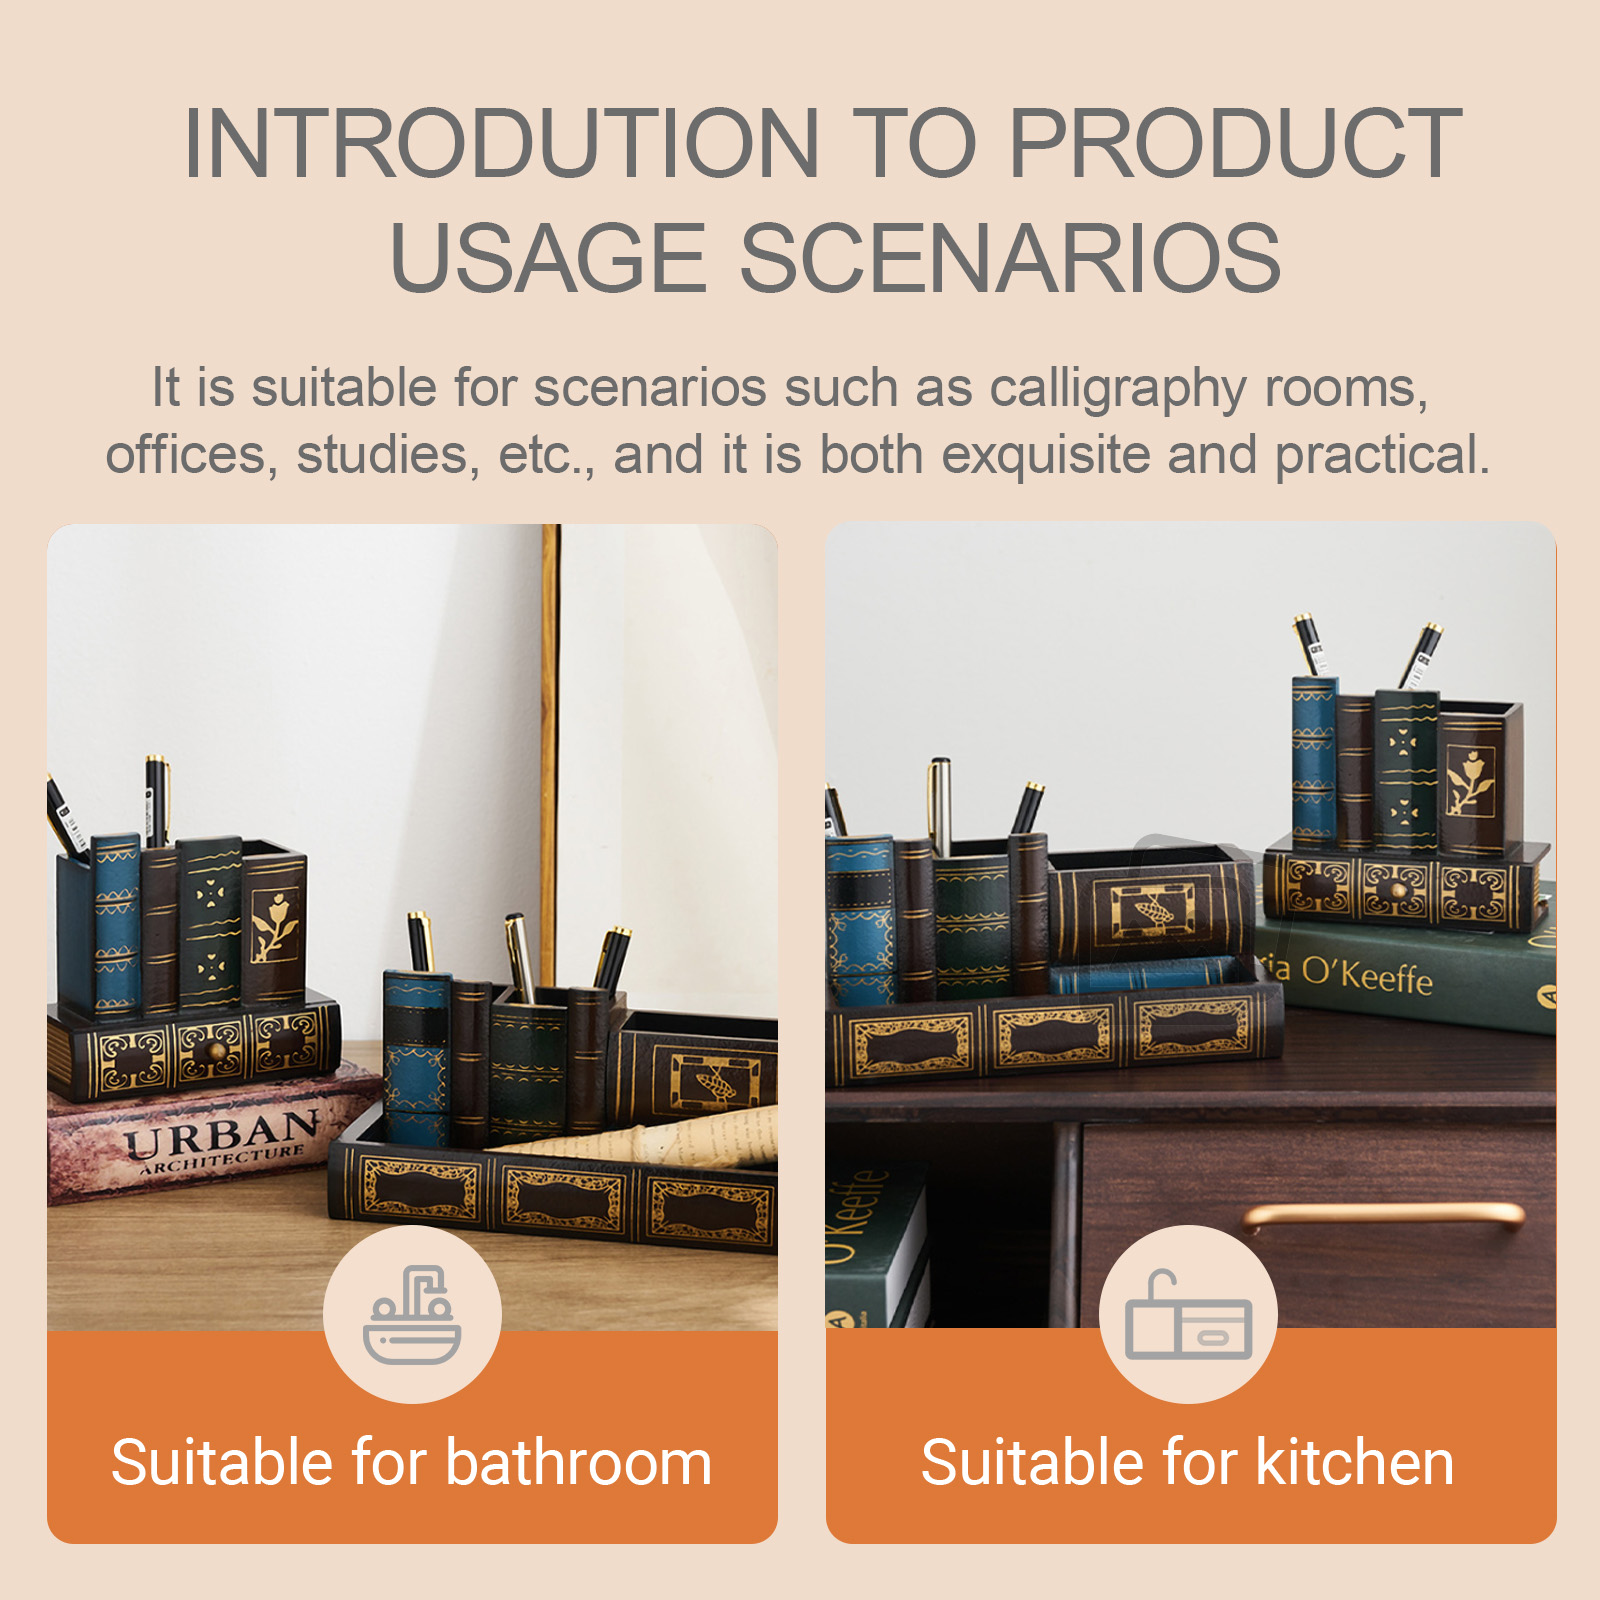 INTRODUTION TO PRODUCT
USAGE SCENARIOS
It is suitable for scenarios such as calligraphy rooms,
offices, studies, etc., and it is both exquisite and practical.
URBAN
ARCHITECTURE
ia O'Keeffe
O'Keeffe
Suitable for bathroom
Suitable for kitchen